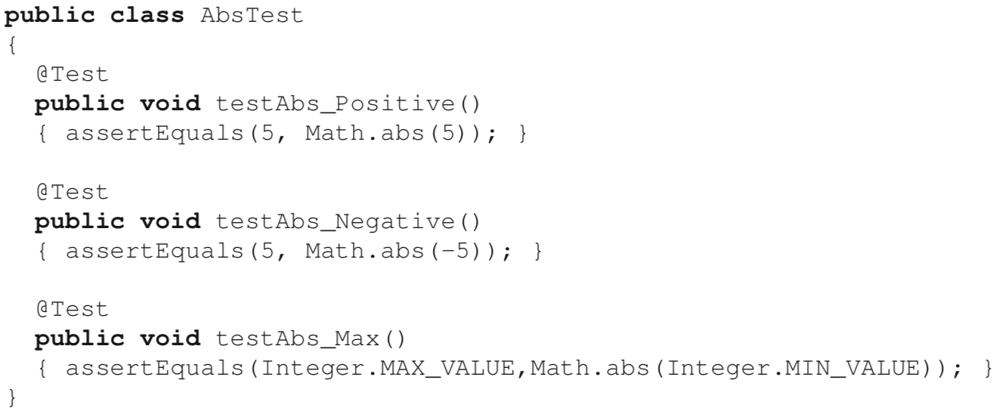 public class AbsTest
{
  @Test
  public void testAbs_Positive()
  { assertEquals(5, Math.abs(5)); }
  @Test
  public void testAbs_Negative()
  { assertEquals(5, Math.abs(-5)); }
  @Test
  public void testAbs_Max()
  { assertEquals(Integer.MAX_VALUE,Math.abs(Integer.MIN_VALUE)); }
}